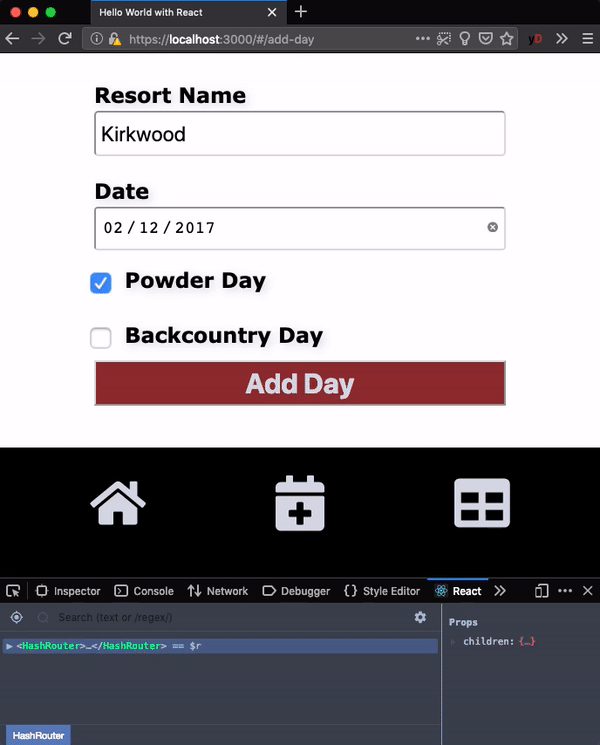 Hello World with React
https://localhost:3000/#/add-day
yD
Resort Name
Kirkwood
Date
02 / 12 / 2017
Powder Day
Backcountry Day
Add Day
Inspector Console Network Debugger {} Style Editor React
Search (text or /regex/)
<HashRouter>…</HashRouter> == $r
Props
children: {…}
HashRouter